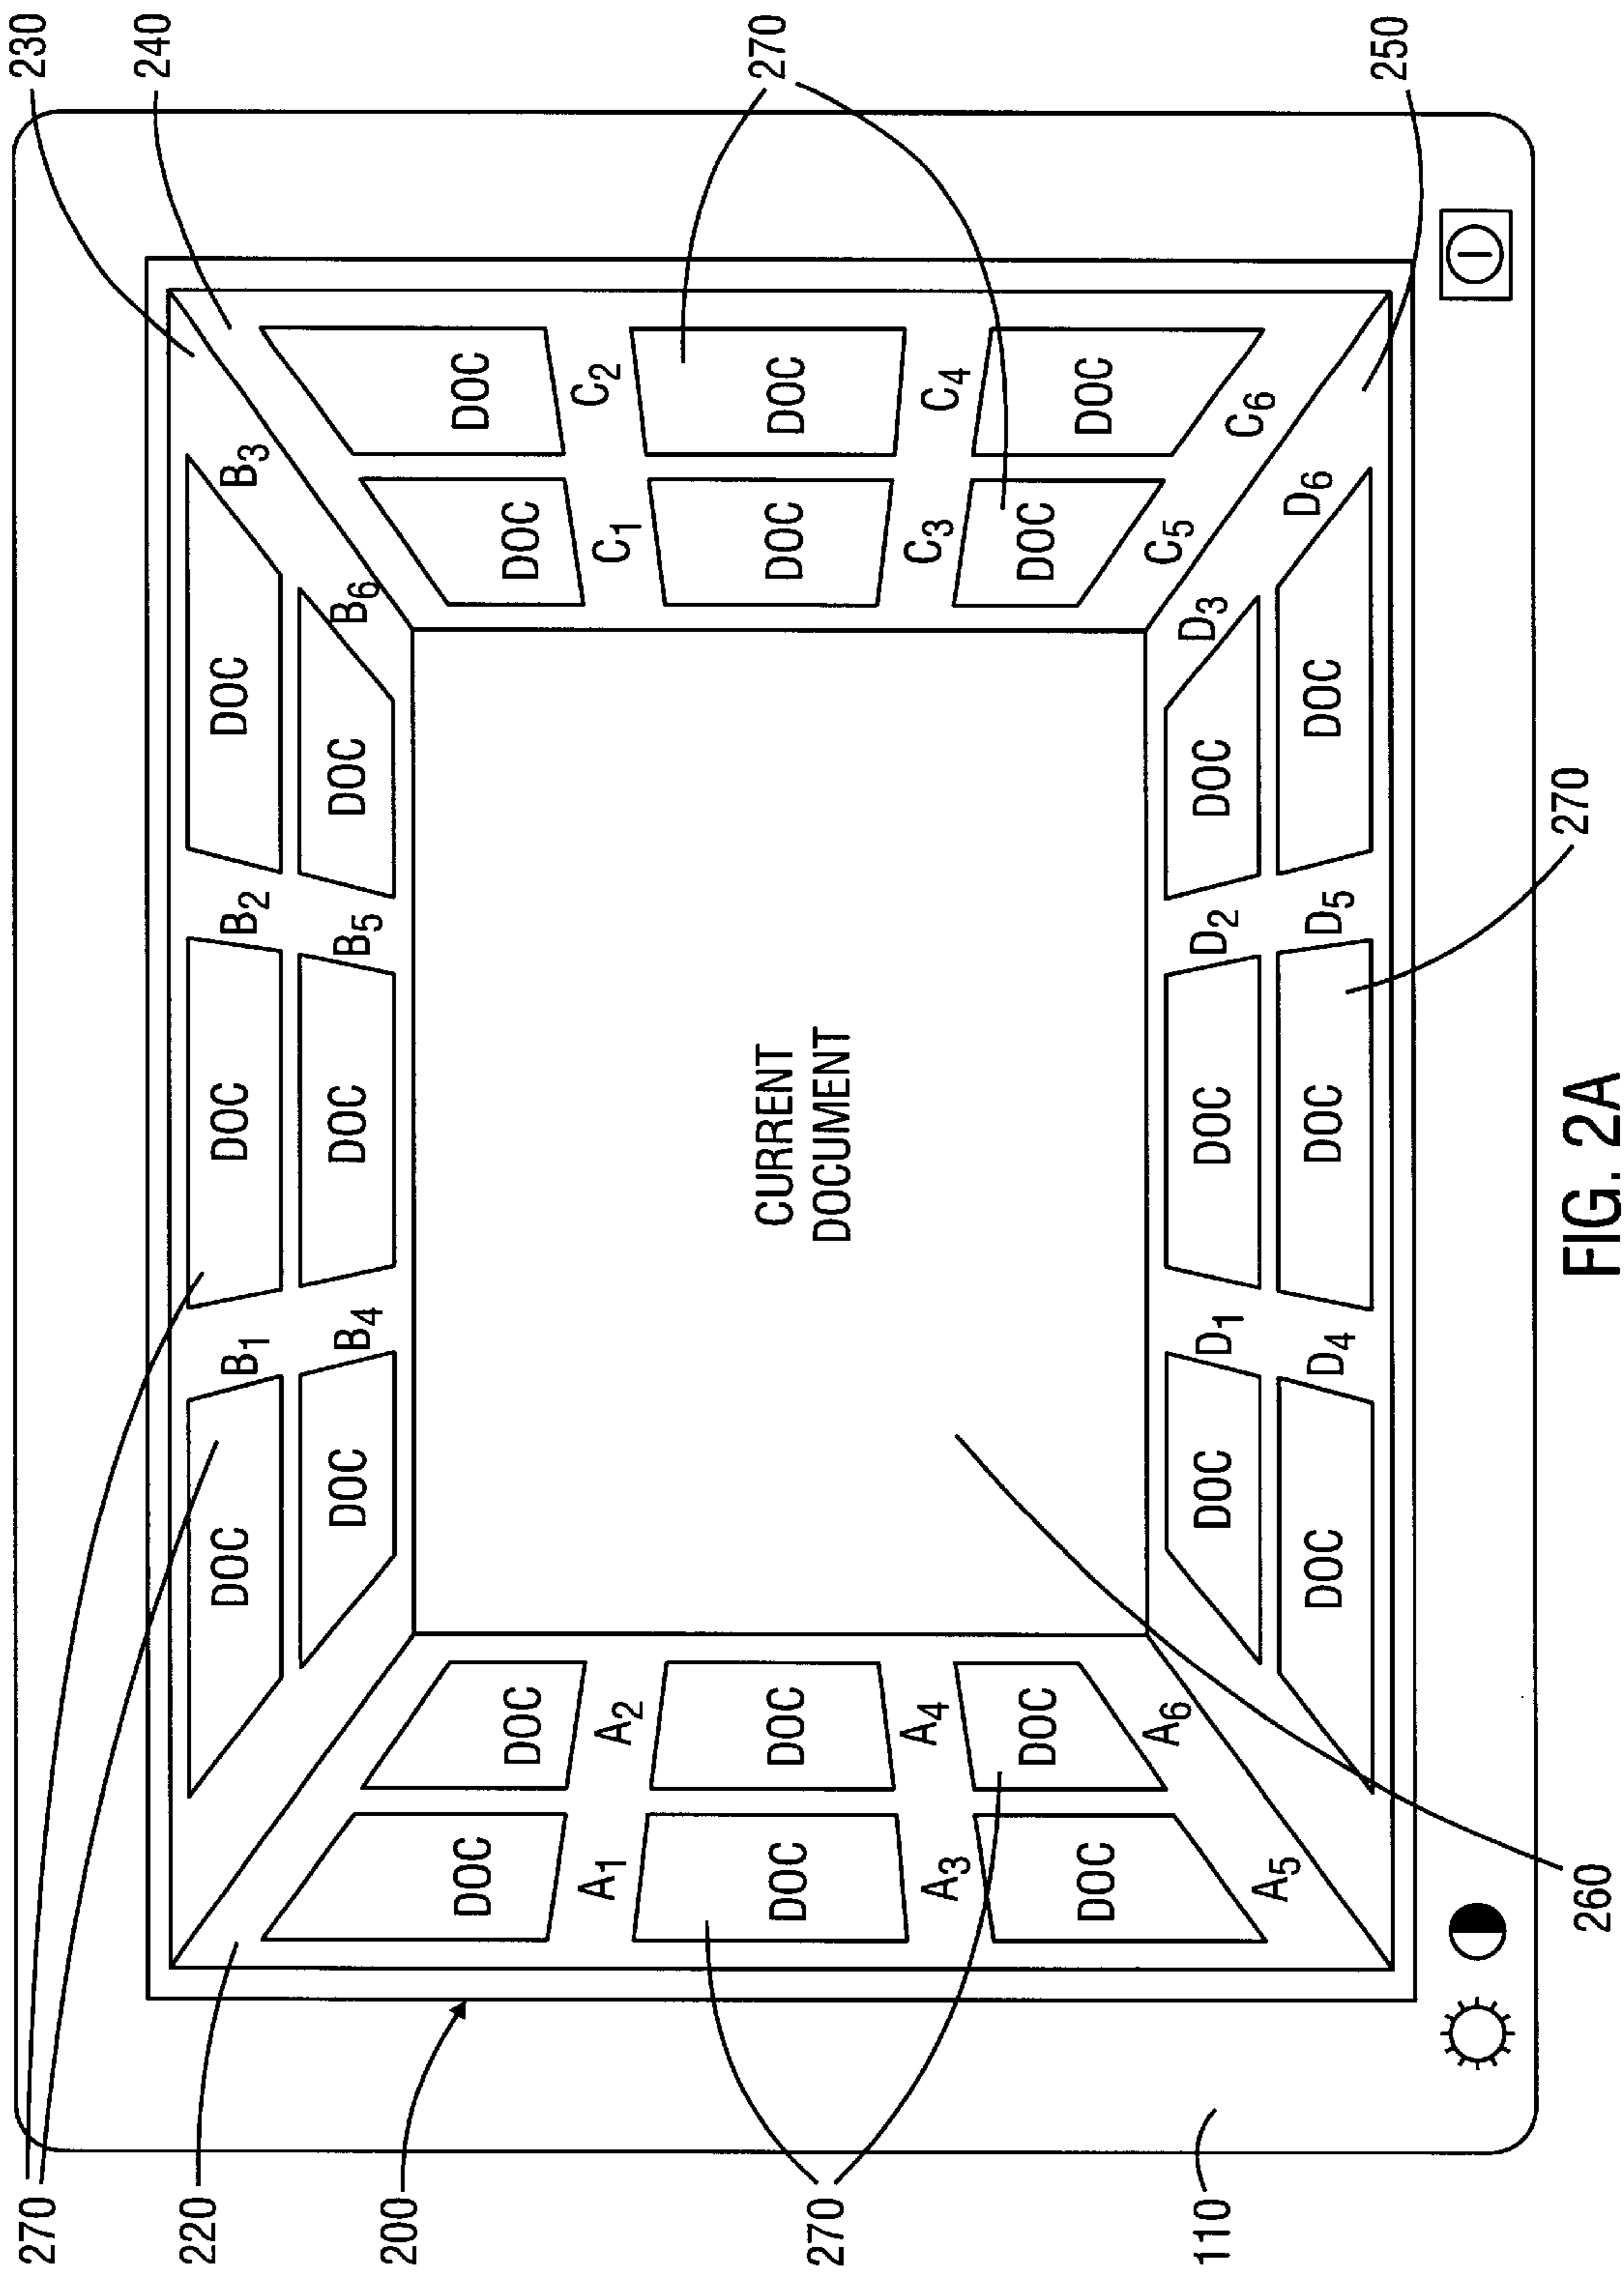 270 230
240
220
DOC B1 DOC B2 DOC B3
DOC B4 DOC B5 DOC B6
200
DOC DOC DOC DOC
A1 A2 C1 C2
270
CURRENT
DOCUMENT
DOC DOC DOC DOC
270
A3 A4 C3 C4
DOC DOC DOC DOC
A5 A6 C5 C6
110
DOC D1 DOC D2 DOC D3
DOC D4 DOC D5 DOC D6
250
270
260
FIG. 2A